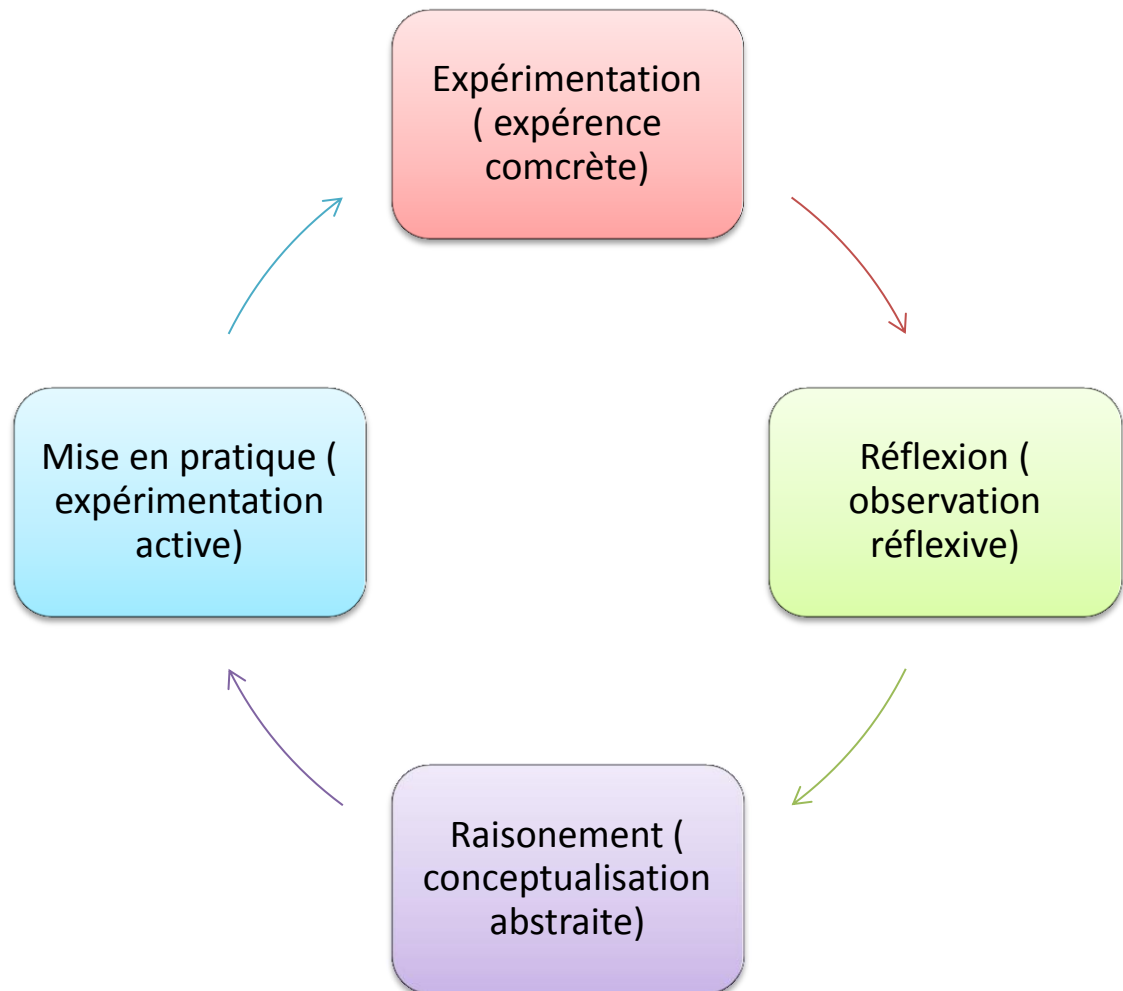 Expérimentation
( expérence
comcrète)
Mise en pratique (
expérimentation
active)
Réflexion (
observation
réflexive)
Raisonement (
conceptualisation
abstraite)